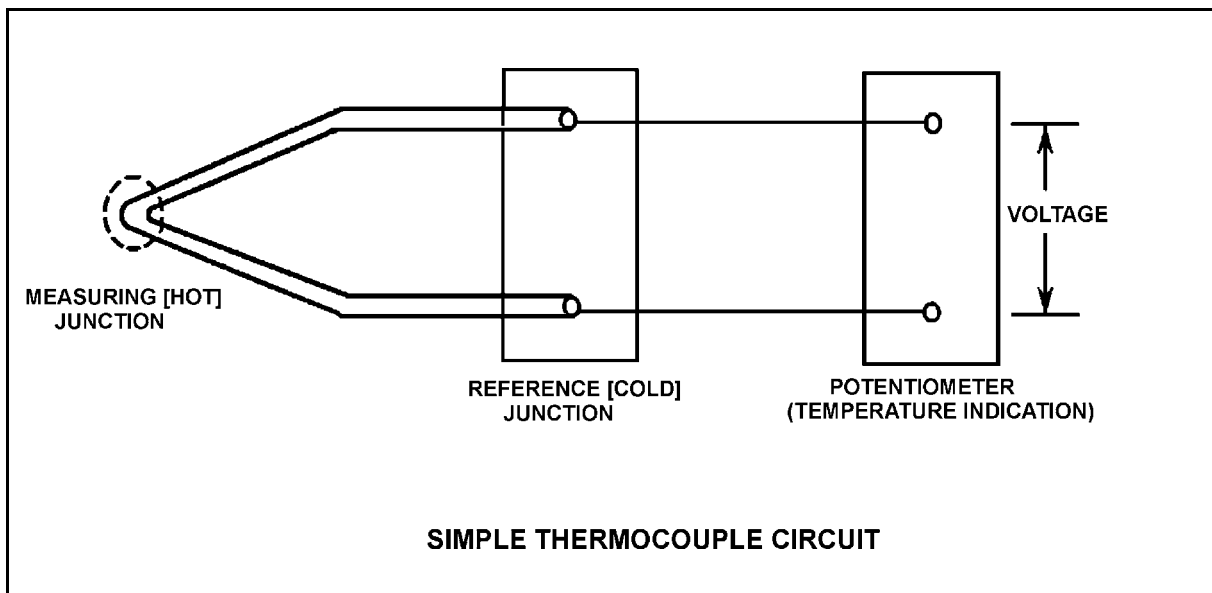 VOLTAGE
MEASURING [HOT]
JUNCTION
REFERENCE [COLD]
JUNCTION
POTENTIOMETER
(TEMPERATURE INDICATION)
SIMPLE THERMOCOUPLE CIRCUIT